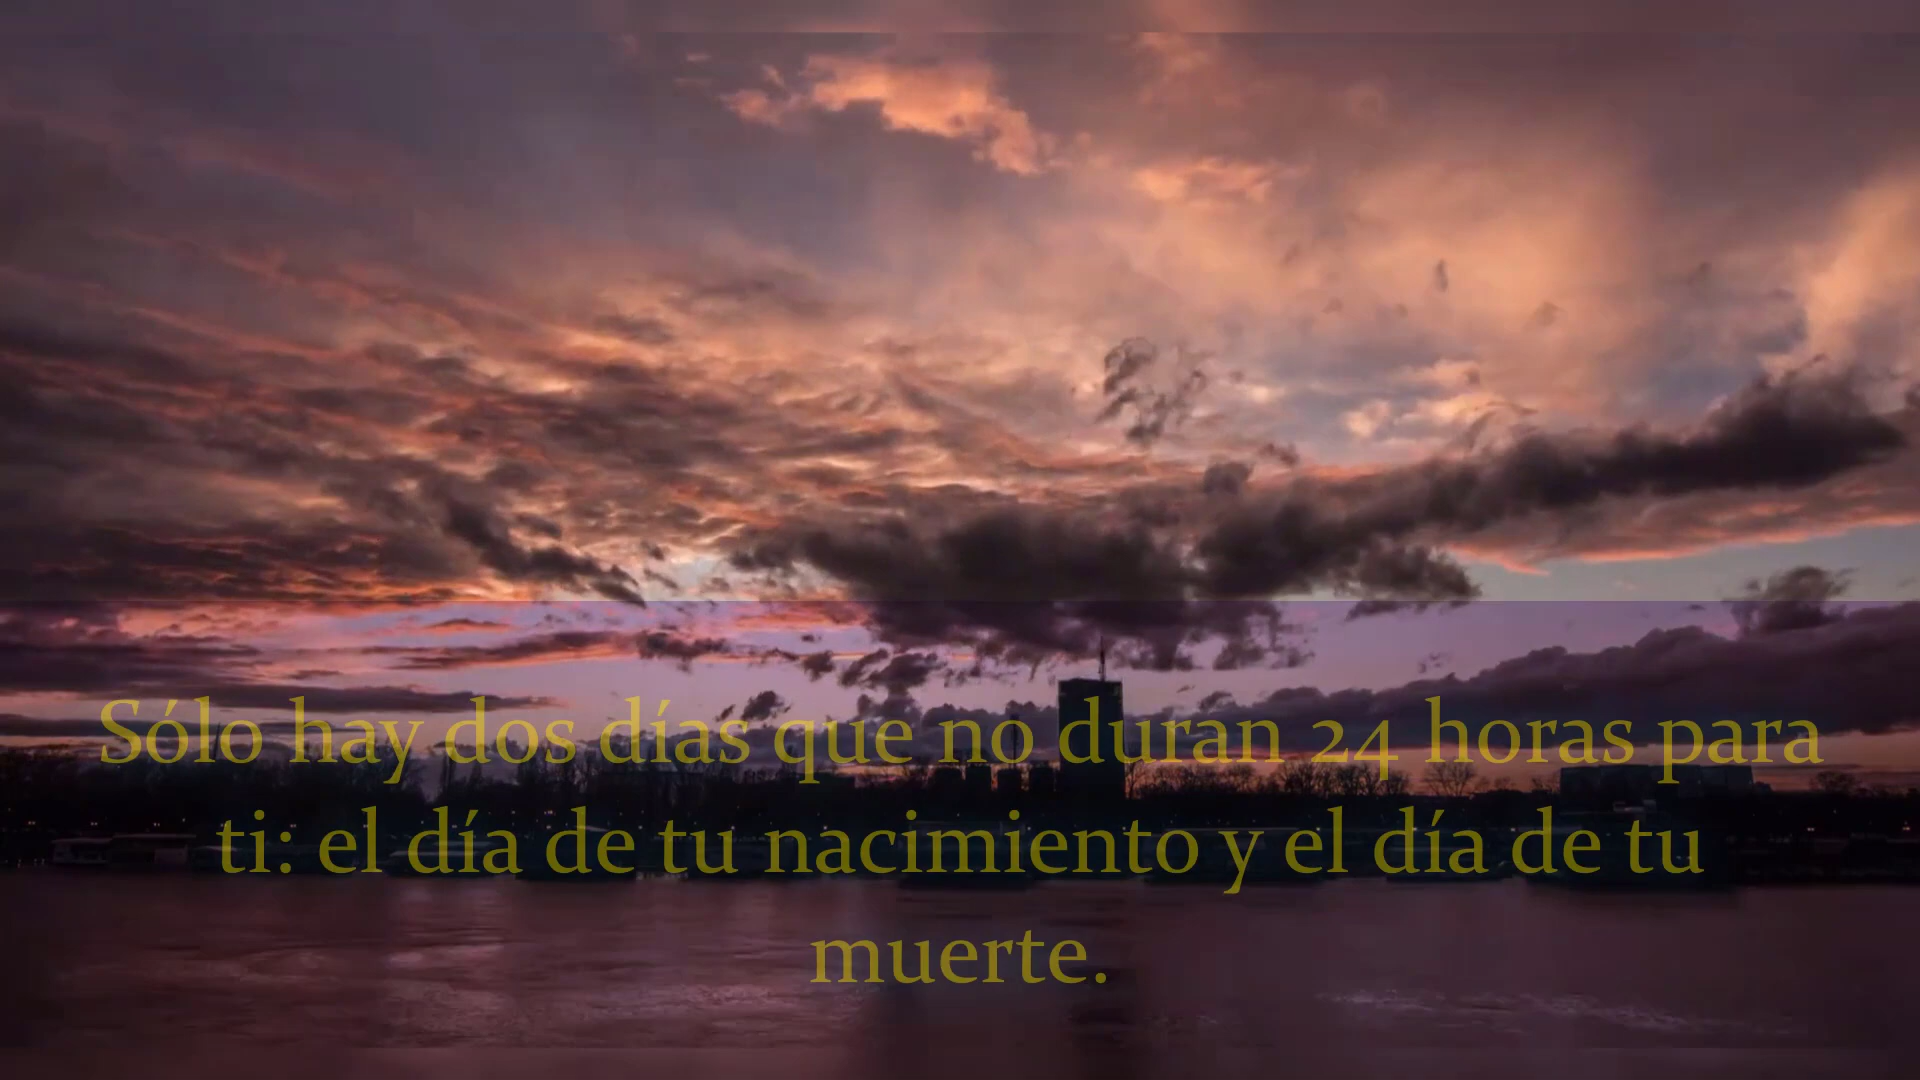 Sólo hay dos días que no duran 24 horas para
ti: el día de tu nacimiento y el día de tu
muerte.